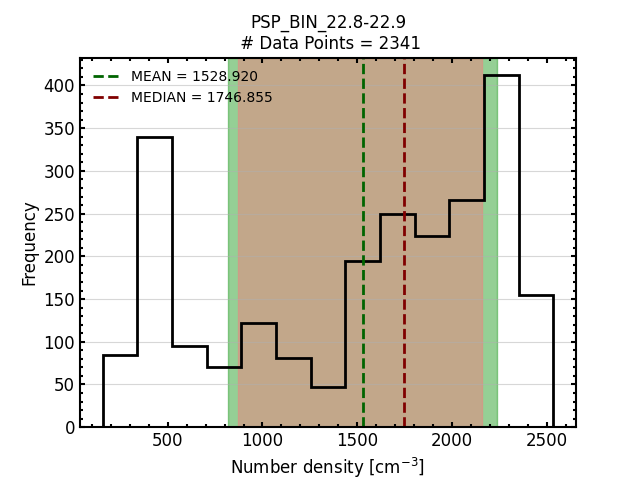 PSP_BIN_22.8-22.9
# Data Points = 2341
MEAN = 1528.920
MEDIAN = 1746.855
400
350
300
250
200
150
100
50
0
Frequency
500 1000 1500 2000 2500
Number density [cm⁻³]